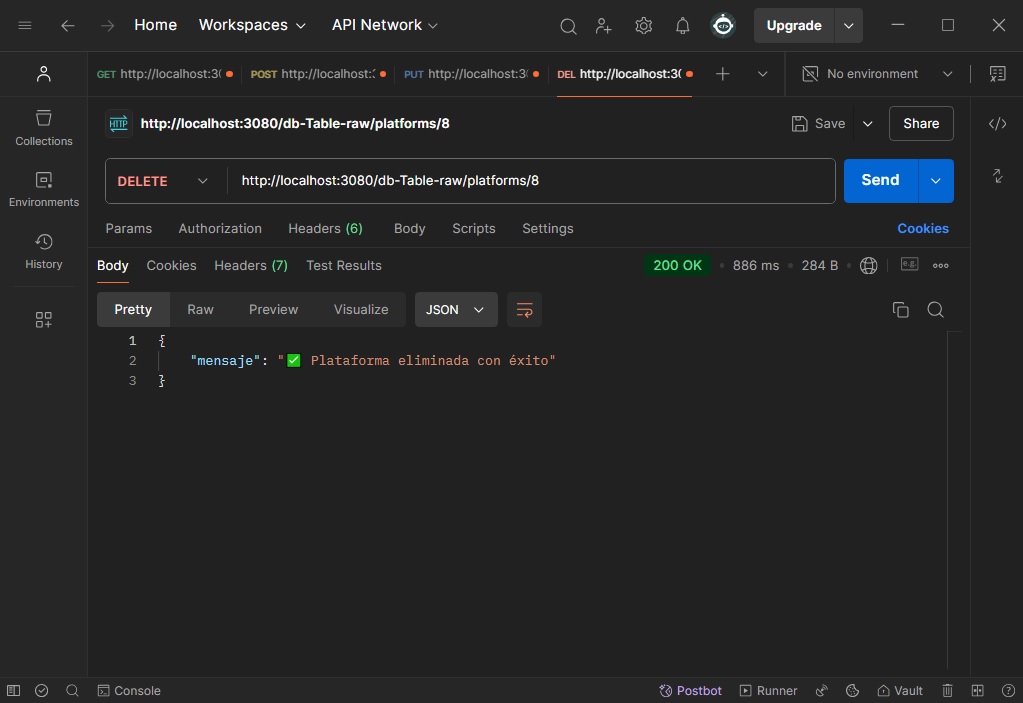 Home Workspaces API Network Upgrade
GET http://localhost:30 POST http://localhost: PUT http://localhost:30 DEL http://localhost:30 No environment
HTTP http://localhost:3080/db-Table-raw/platforms/8 Save Share
Collections
Environments
History
DELETE http://localhost:3080/db-Table-raw/platforms/8 Send
Params Authorization Headers (6) Body Scripts Settings Cookies
Body Cookies Headers (7) Test Results 200 OK • 886 ms • 284 B • e.g.
Pretty Raw Preview Visualize JSON
1 {
2 "mensaje": "✅ Plataforma eliminada con éxito"
3 }
Console Postbot Runner Vault